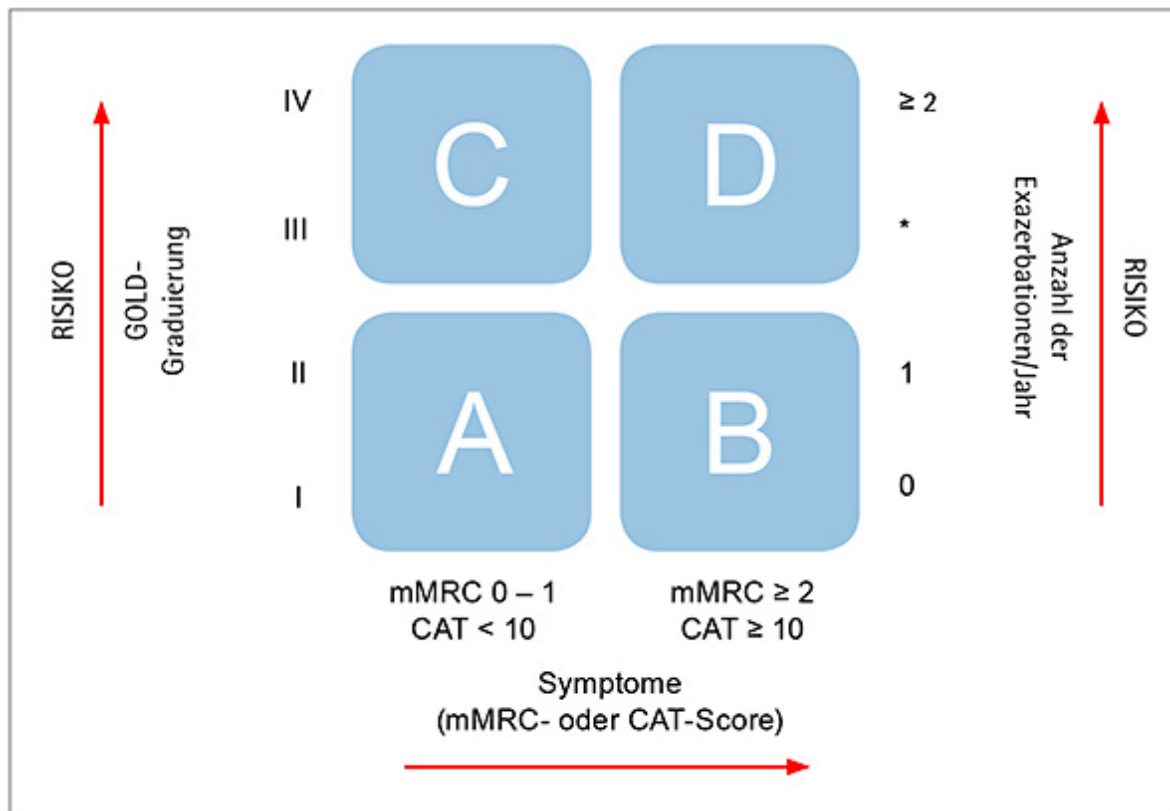 RISIKO
GOLD-
Graduierung
IV
III
II
I
C
D
A
B
≥ 2
*
1
0
Anzahl der
Exazerbationen/Jahr
RISIKO
mMRC 0 – 1
CAT < 10
mMRC ≥ 2
CAT ≥ 10
Symptome
(mMRC- oder CAT-Score)